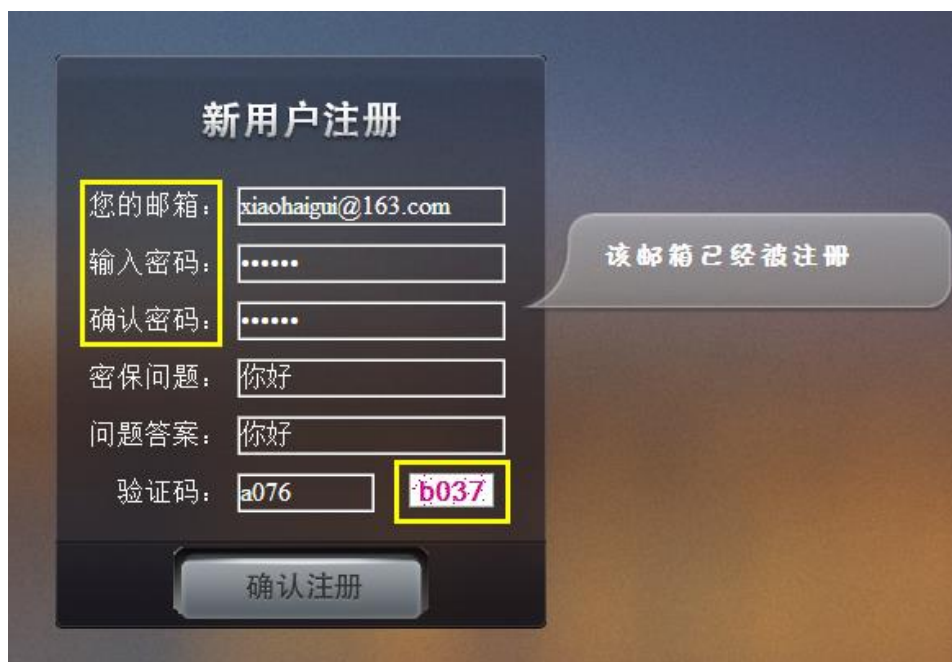 新用户注册
您的邮箱： xiaohaigui@163.com
该邮箱已经被注册
输入密码： ••••••
确认密码： ••••••
密保问题： 你好
问题答案： 你好
验证码： a076 b037
确认注册